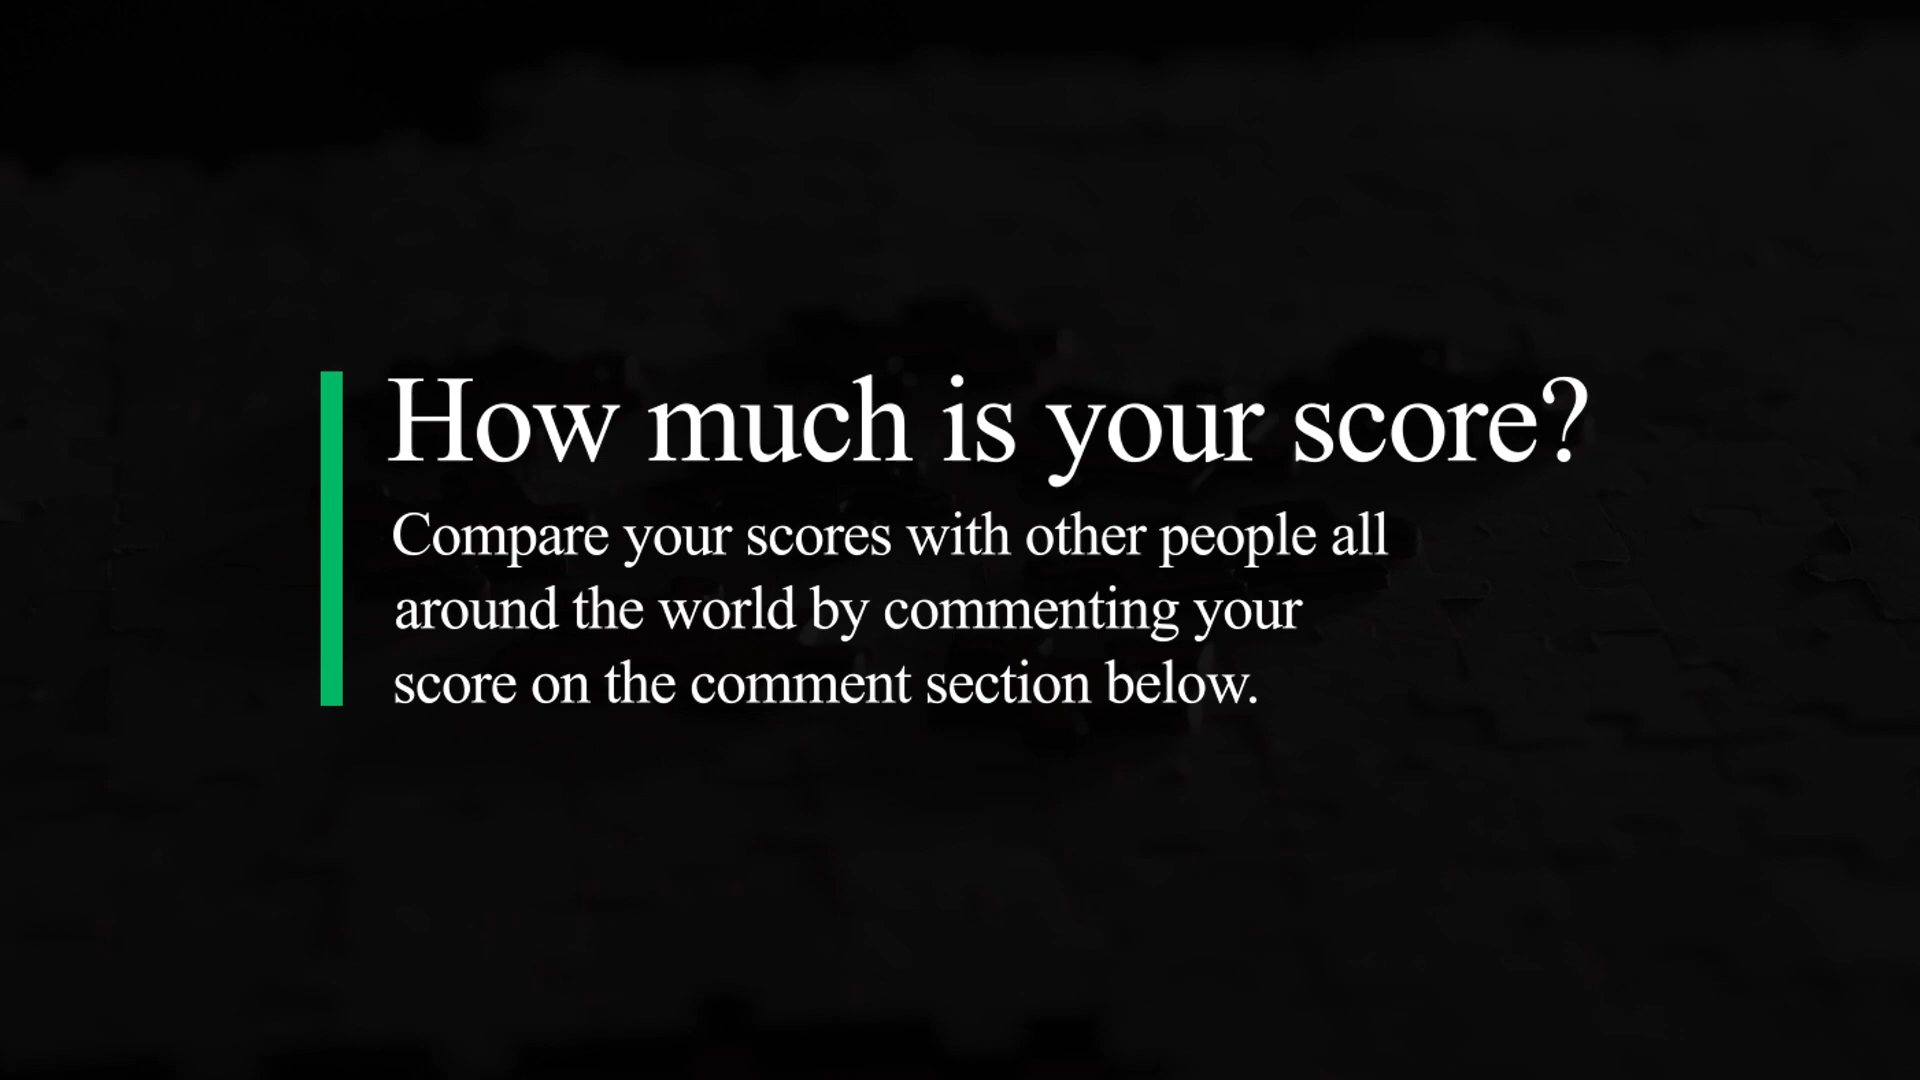 How much is your score?
Compare your scores with other people all
around the world by commenting your
score on the comment section below.